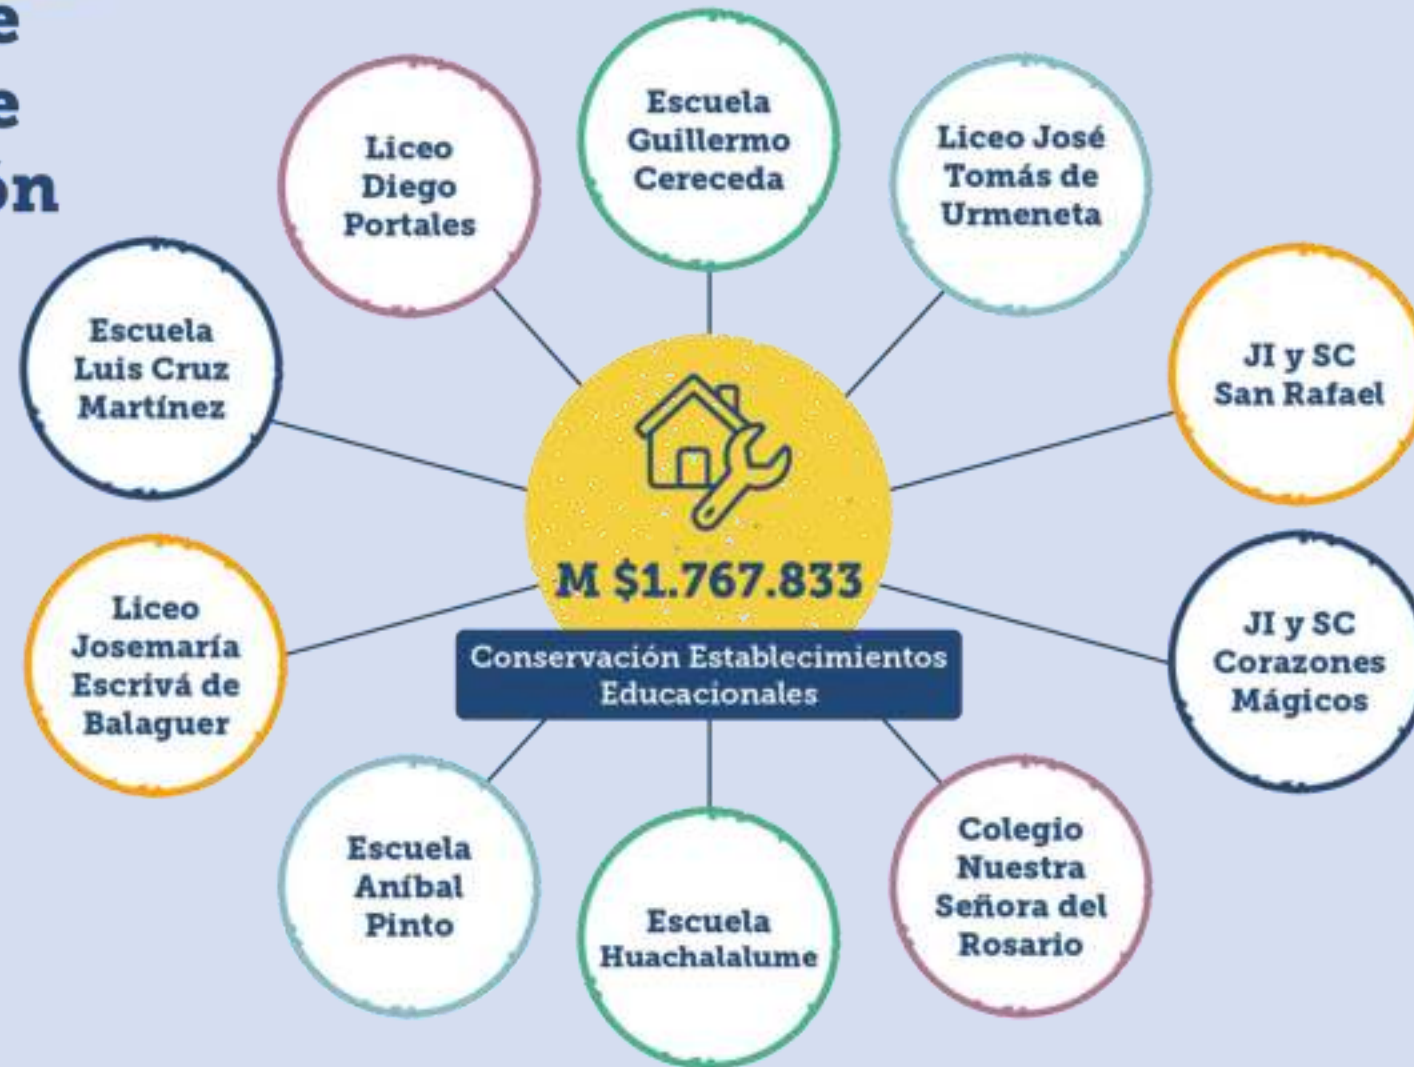 Escuela
Guillermo
Cereceda
Liceo
Diego
Portales
Liceo José
Tomás de
Urmeneta
Escuela
Luis Cruz
Martínez
JI y SC
San Rafael
M $1.767.833
Conservación Establecimientos
Educacionales
Liceo
Josemaría
Escrivá de
Balaguer
JI y SC
Corazones
Mágicos
Escuela
Aníbal
Pinto
Escuela
Huachalalume
Colegio
Nuestra
Señora del
Rosario